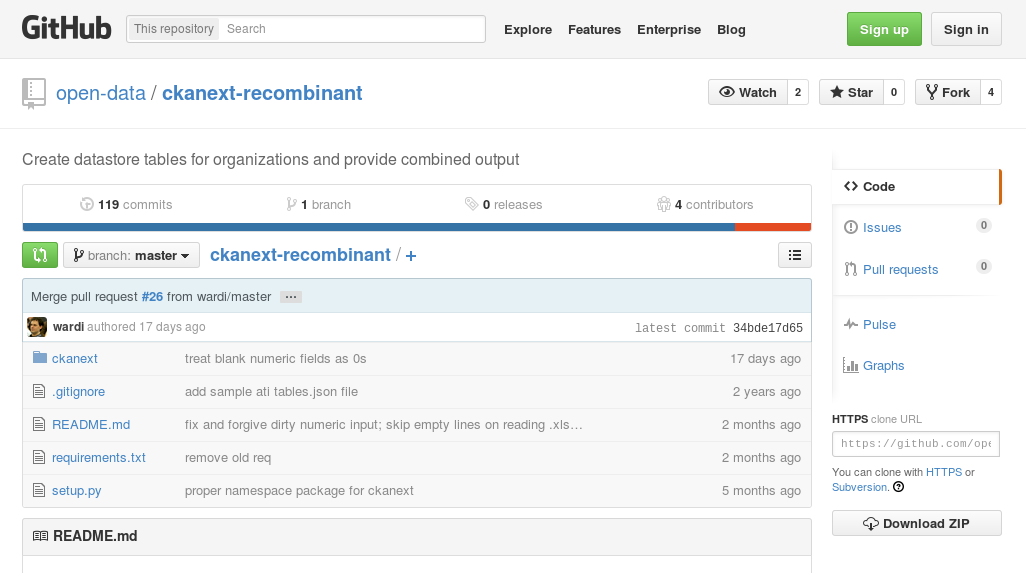 GitHub This repository Search Explore Features Enterprise Blog Sign up Sign in
open-data / ckanext-recombinant Watch 2 Star 0 Fork 4
Create datastore tables for organizations and provide combined output
119 commits 1 branch 0 releases 4 contributors
branch: master ckanext-recombinant / +
Merge pull request #26 from wardi/master …
wardi authored 17 days ago latest commit 34bde17d65
ckanext treat blank numeric fields as 0s 17 days ago
.gitignore add sample ati tables.json file 2 years ago
README.md fix and forgive dirty numeric input; skip empty lines on reading .xls… 2 months ago
requirements.txt remove old req 2 months ago
setup.py proper namespace package for ckanext 5 months ago
README.md
Code
Issues 0
Pull requests 0
Pulse
Graphs
HTTPS clone URL
https://github.com/ope
You can clone with HTTPS or
Subversion.
Download ZIP